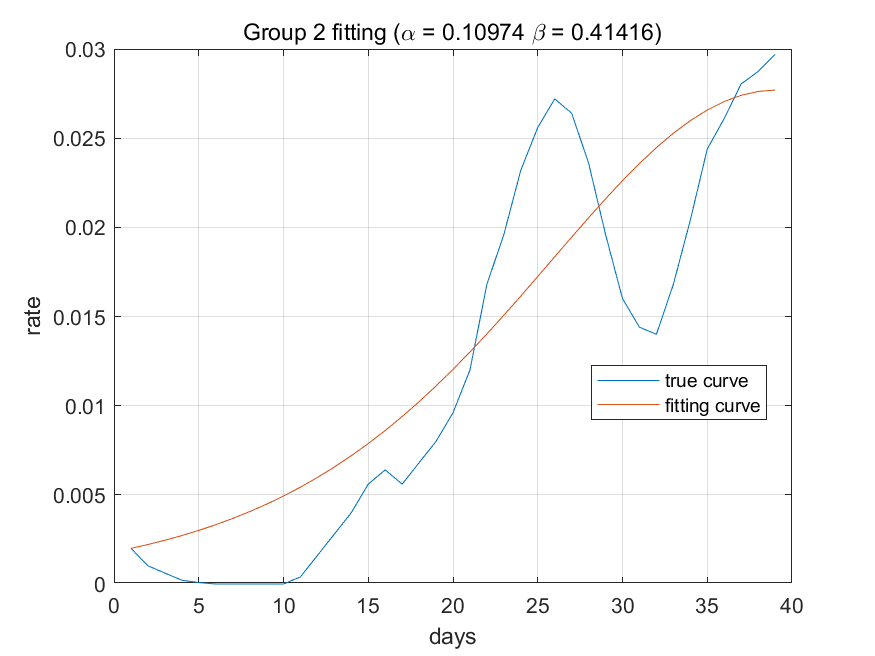 Group 2 fitting (α = 0.10974 β = 0.41416)
0.03
0.025
0.02
0.015
0.01
0.005
0
rate
true curve
fitting curve
0 5 10 15 20 25 30 35 40
days